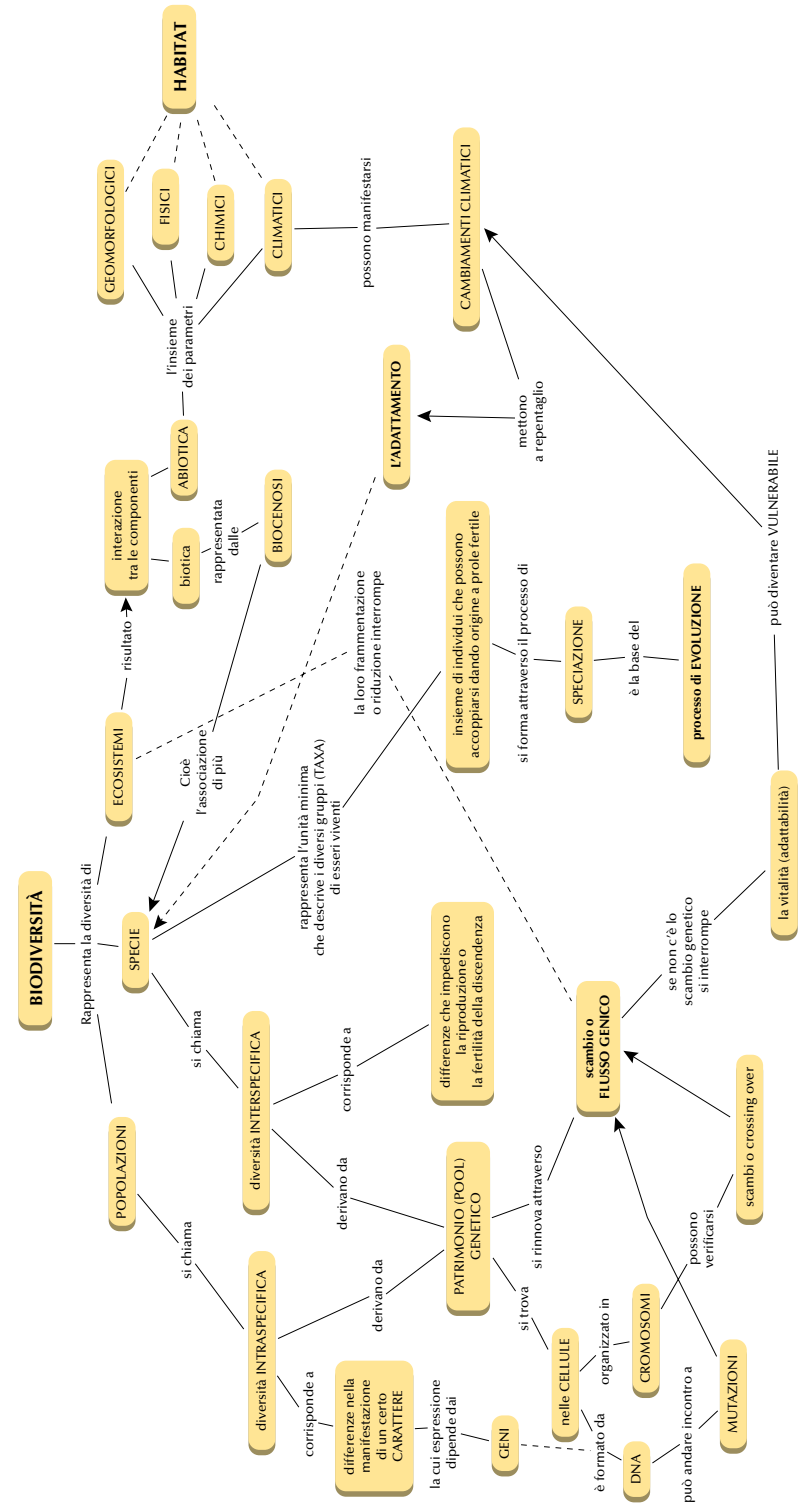 BIODIVERSITÀ
Rappresenta la diversità di
POPOLAZIONI
SPECIE
ECOSISTEMI
risultato
interazione
tra le componenti
biotica
ABIOTICA
rappresentata
dalle
BIOCENOSI
Cioè
l'associazione
di più
l'insieme
dei parametri
GEOMORFOLOGICI
FISICI
CHIMICI
CLIMATICI
HABITAT
possono manifestarsi
CAMBIAMENTI CLIMATICI
mettono
a repentaglio
L'ADATTAMENTO
la loro frammentazione
o riduzione interrompe
rappresenta l'unità minima
che descrive i diversi gruppi (TAXA)
di esseri viventi
insieme di individui che possono
accoppiarsi dando origine a prole fertile
si forma attraverso il processo di
SPECIAZIONE
è la base del
processo di EVOLUZIONE
si chiama
diversità INTERSPECIFICA
corrisponde a
differenze che impediscono
la riproduzione o
la fertilità della discendenza
derivano da
si chiama
diversità INTRASPECIFICA
derivano da
PATRIMONIO (POOL)
GENETICO
corrisponde a
differenze nella
manifestazione
di un certo
CARATTERE
la cui espressione
dipende dai
GENI
si trova
nelle CELLULE
è formato da
DNA
può andare incontro a
MUTAZIONI
organizzato in
CROMOSOMI
possono
verificarsi
scambi o crossing over
si rinnova attraverso
scambio o
FLUSSO GENICO
se non c'è lo
scambio genetico
si interrompe
la vitalità (adattabilità)
può diventare VULNERABILE